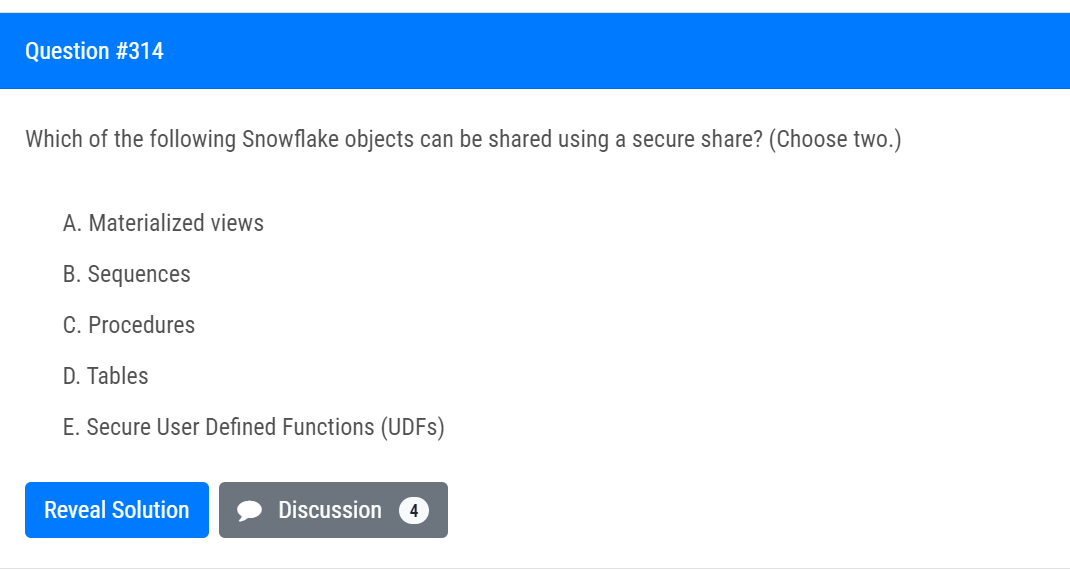 Question #314
Which of the following Snowflake objects can be shared using a secure share? (Choose two.)
A. Materialized views
B. Sequences
C. Procedures
D. Tables
E. Secure User Defined Functions (UDFs)
Reveal Solution Discussion 4